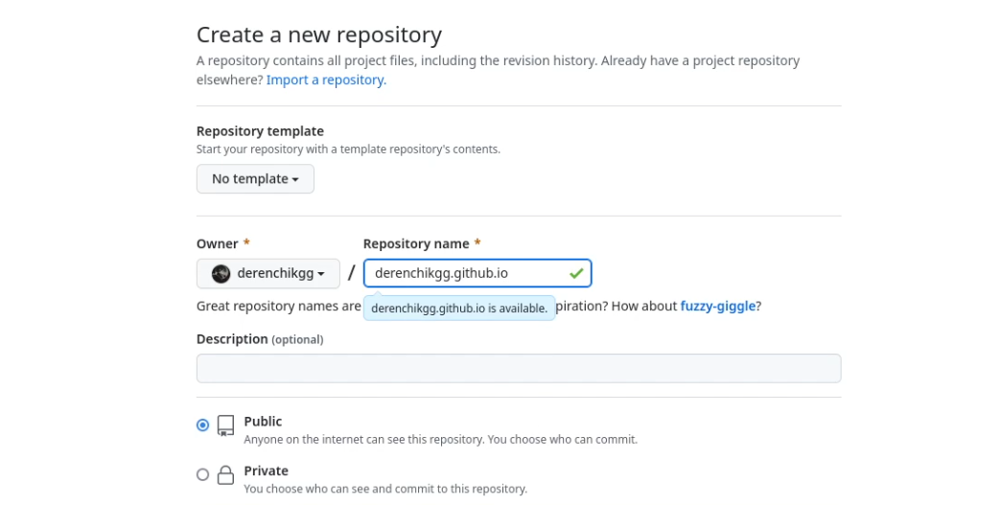 Create a new repository
A repository contains all project files, including the revision history. Already have a project repository
elsewhere? Import a repository.
Repository template
Start your repository with a template repository's contents.
No template
Owner *
Repository name *
derenchikgg / derenchikgg.github.io
Great repository names are
derenchikgg.github.io is available.
piration? How about fuzzy-giggle?
Description (optional)
Public
Anyone on the internet can see this repository. You choose who can commit.
Private
You choose who can see and commit to this repository.